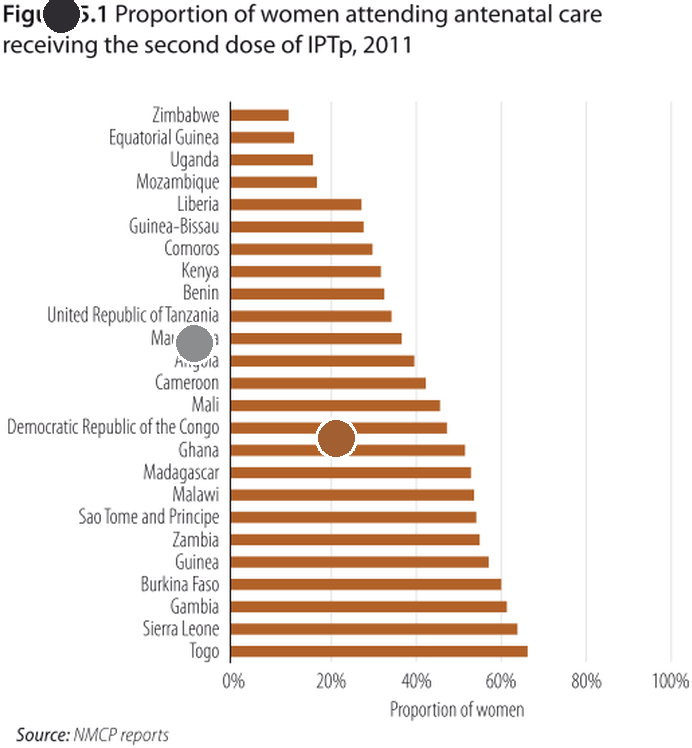 5.1 Proportion of women attending antenatal care
receiving the second dose of IPTp, 2011
Zimbabwe
Equatorial Guinea
Uganda
Mozambique
Liberia
Guinea-Bissau
Comoros
Kenya
Benin
United Republic of Tanzania
Angola
Cameroon
Mali
Democratic Republic of the Congo
Ghana
Madagascar
Malawi
Sao Tome and Principe
Zambia
Guinea
Burkina Faso
Gambia
Sierra Leone
Togo
0% 20% 40% 60% 80% 100%
Proportion of women
Source: NMCP reports